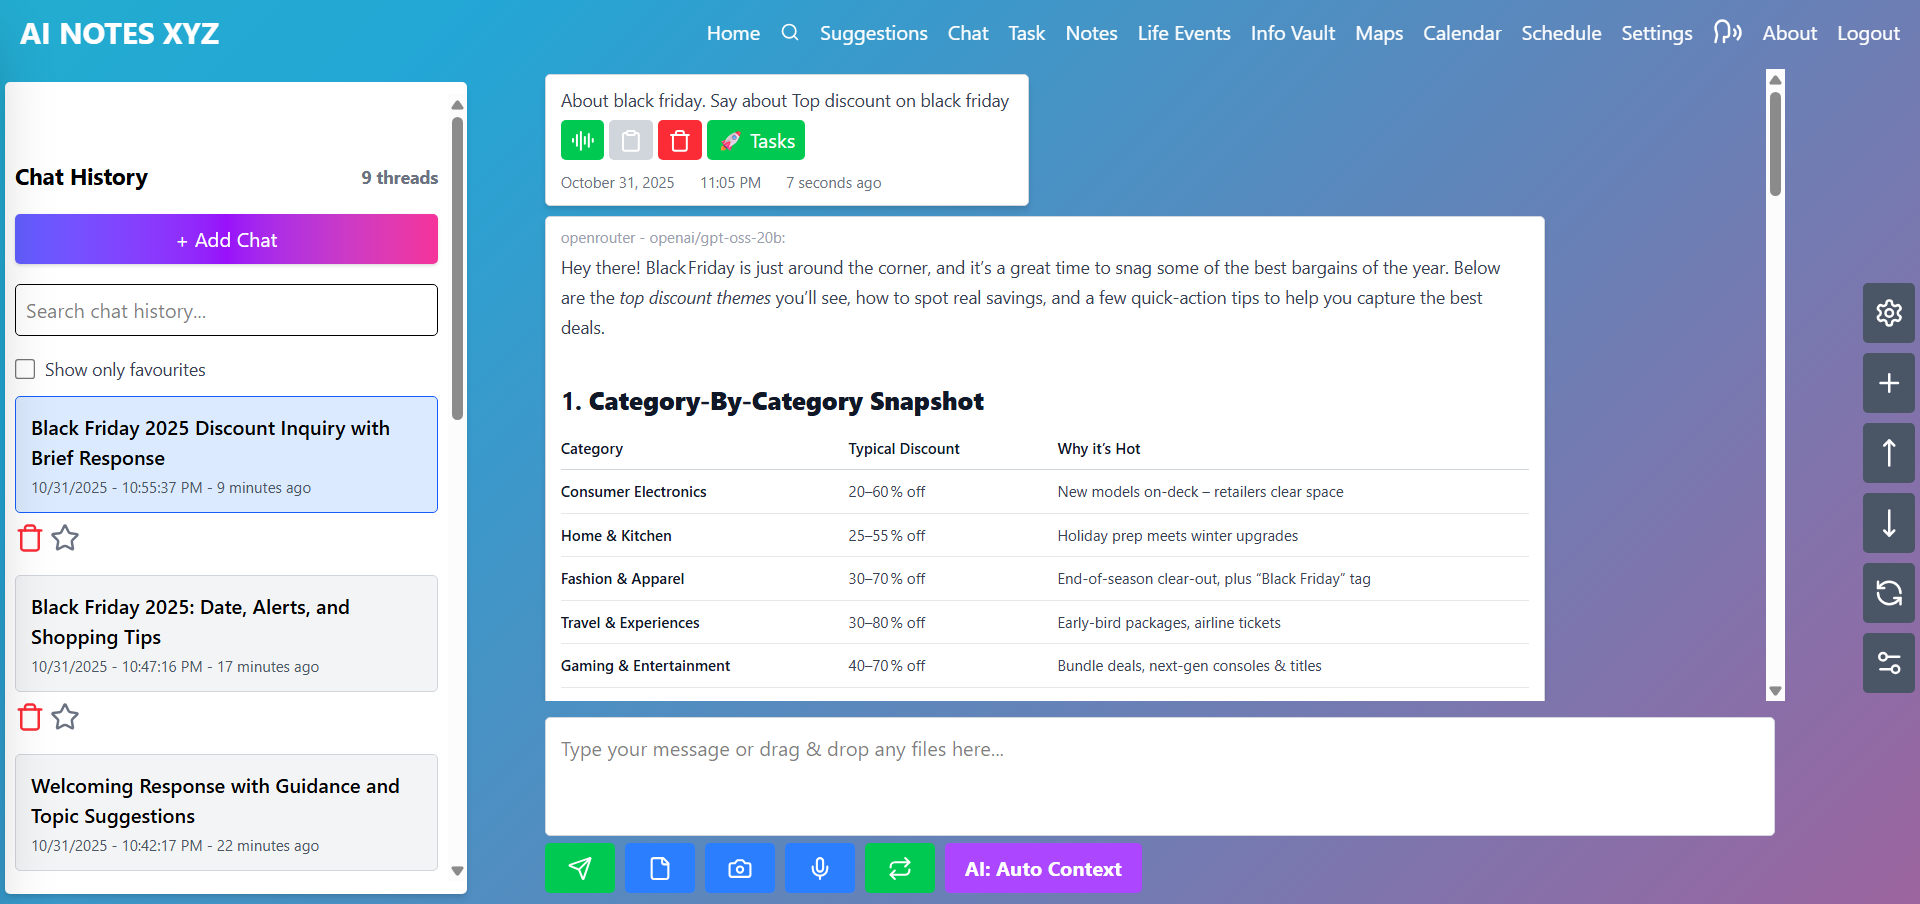 AI NOTES XYZ
Home Suggestions Chat Task Notes Life Events Info Vault Maps Calendar Schedule Settings About Logout
Chat History 9 threads
+ Add Chat
Search chat history...
Show only favourites
Black Friday 2025 Discount Inquiry with
Brief Response
10/31/2025 - 10:55:37 PM - 9 minutes ago
Black Friday 2025: Date, Alerts, and
Shopping Tips
10/31/2025 - 10:47:16 PM - 17 minutes ago
Welcoming Response with Guidance and
Topic Suggestions
10/31/2025 - 10:42:17 PM - 22 minutes ago
About black friday. Say about Top discount on black friday
Tasks
October 31, 2025 11:05 PM 7 seconds ago
openrouter - openai/gpt-oss-20b:
Hey there! Black Friday is just around the corner, and it’s a great time to snag some of the best bargains of the year. Below
are the top discount themes you’ll see, how to spot real savings, and a few quick-action tips to help you capture the best
deals.
1. Category-By-Category Snapshot
Category Typical Discount Why it’s Hot
Consumer Electronics 20–60 % off New models on-deck – retailers clear space
Home & Kitchen 25–55 % off Holiday prep meets winter upgrades
Fashion & Apparel 30–70 % off End-of-season clear-out, plus “Black Friday” tag
Travel & Experiences 30–80 % off Early-bird packages, airline tickets
Gaming & Entertainment 40–70 % off Bundle deals, next-gen consoles & titles
Type your message or drag & drop any files here...
AI: Auto Context